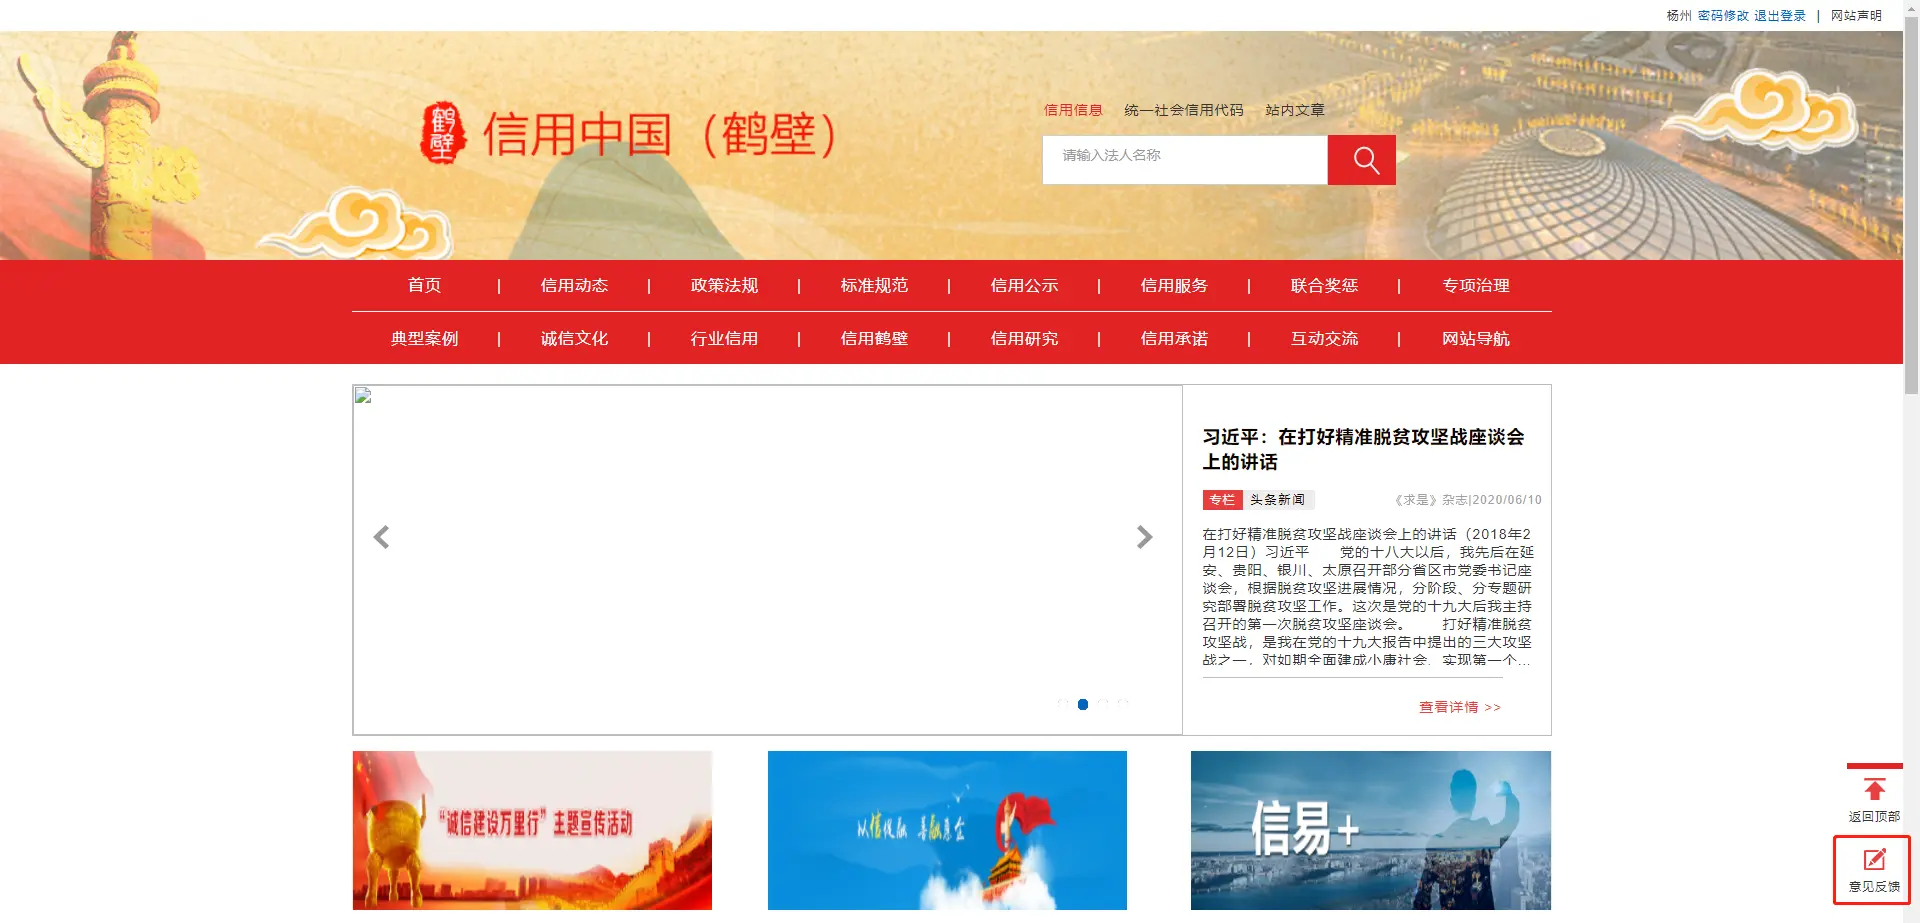 杨州 密码修改 退出登录 | 网站声明
鹤壁 信用中国（鹤壁）
信用信息 统一社会信用代码 站内文章
请输入法人名称
首页 | 信用动态 | 政策法规 | 标准规范 | 信用公示 | 信用服务 | 联合奖惩 | 专项治理
典型案例 | 诚信文化 | 行业信用 | 信用鹤壁 | 信用研究 | 信用承诺 | 互动交流 | 网站导航
习近平：在打好精准脱贫攻坚战座谈会
上的讲话
专栏 头条新闻 《求是》杂志|2020/06/10
在打好精准脱贫攻坚战座谈会上的讲话（2018年2
月12日）习近平 党的十八大以后，我先后在延
安、贵阳、银川、太原召开部分省区市党委书记座
谈会，根据脱贫攻坚进展情况，分阶段、分专题研
究部署脱贫攻坚工作。这次是党的十九大后我主持
召开的第一次脱贫攻坚座谈会。 打好精准脱贫
攻坚战，是我在党的十九大报告中提出的三大攻坚
战之一，对如期全面建成小康社会，实现第一个...
查看详情 >>
“诚信建设万里行”主题宣传活动
信易+
返回顶部
意见反馈